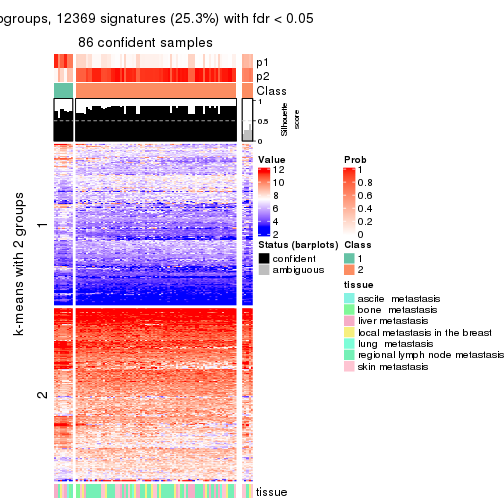 ogroups, 12369 signatures (25.3%) with fdr < 0.05
86 confident samples
p1
p2
Class
1
0.5
0
Silhouette
score
k-means with 2 groups
1
2
tissue
Value
12
10
8
6
4
2
Prob
1
0.8
0.6
0.4
0.2
0
Status (barplots)
confident
ambiguous
Class
1
2
tissue
ascite metastasis
bone metastasis
liver metastasis
local metastasis in the breast
lung metastasis
regional lymph node metastasis
skin metastasis